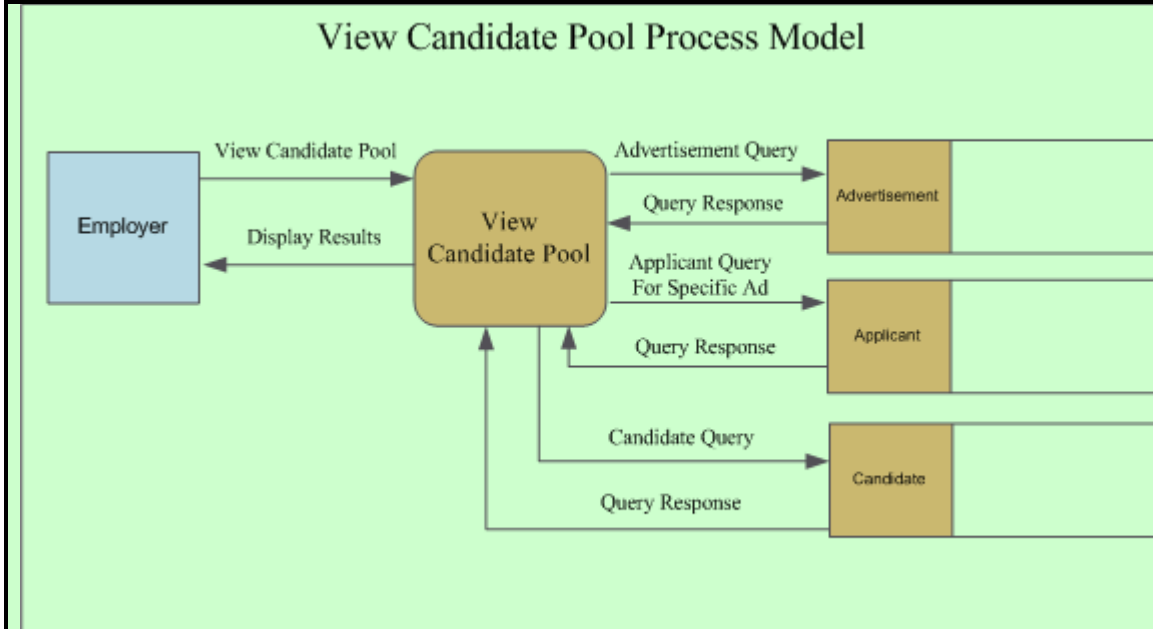 View Candidate Pool Process Model
View Candidate Pool
Advertisement Query
Employer
View
Candidate Pool
Advertisement
Query Response
Display Results
Applicant Query
For Specific Ad
Applicant
Query Response
Candidate Query
Candidate
Query Response